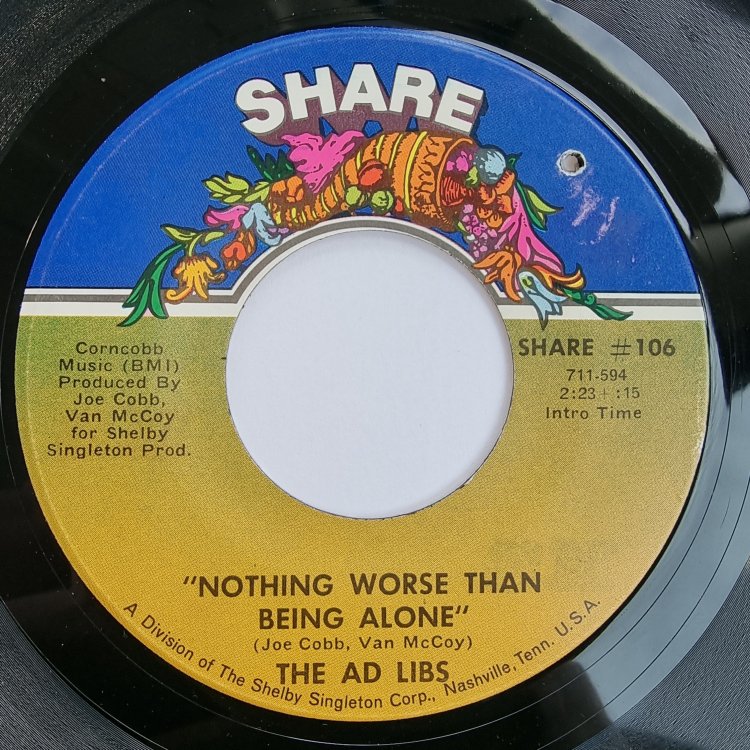 SHARE
Corncobb
Music (BMI)
Produced By
Joe Cobb,
Van McCoy
for Shelby
Singleton Prod.
SHARE #106
711-594
2:23 + :15
Intro Time
"NOTHING WORSE THAN
BEING ALONE"
(Joe Cobb, Van McCoy)
THE AD LIBS
A Division of The Shelby Singleton Corp., Nashville, Tenn. U.S.A.